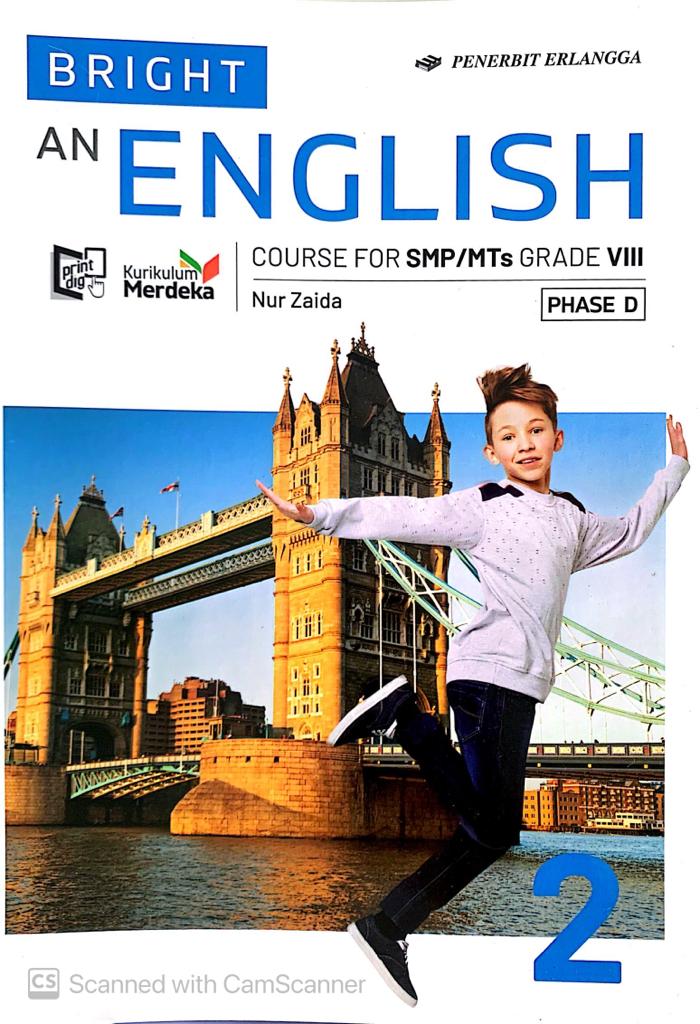 BRIGHT
PENERBIT ERLANGGA
AN ENGLISH
print dig
Kurikulum Merdeka
COURSE FOR SMP/MTs GRADE VIII
Nur Zaida
PHASE D
2
CS Scanned with CamScanner